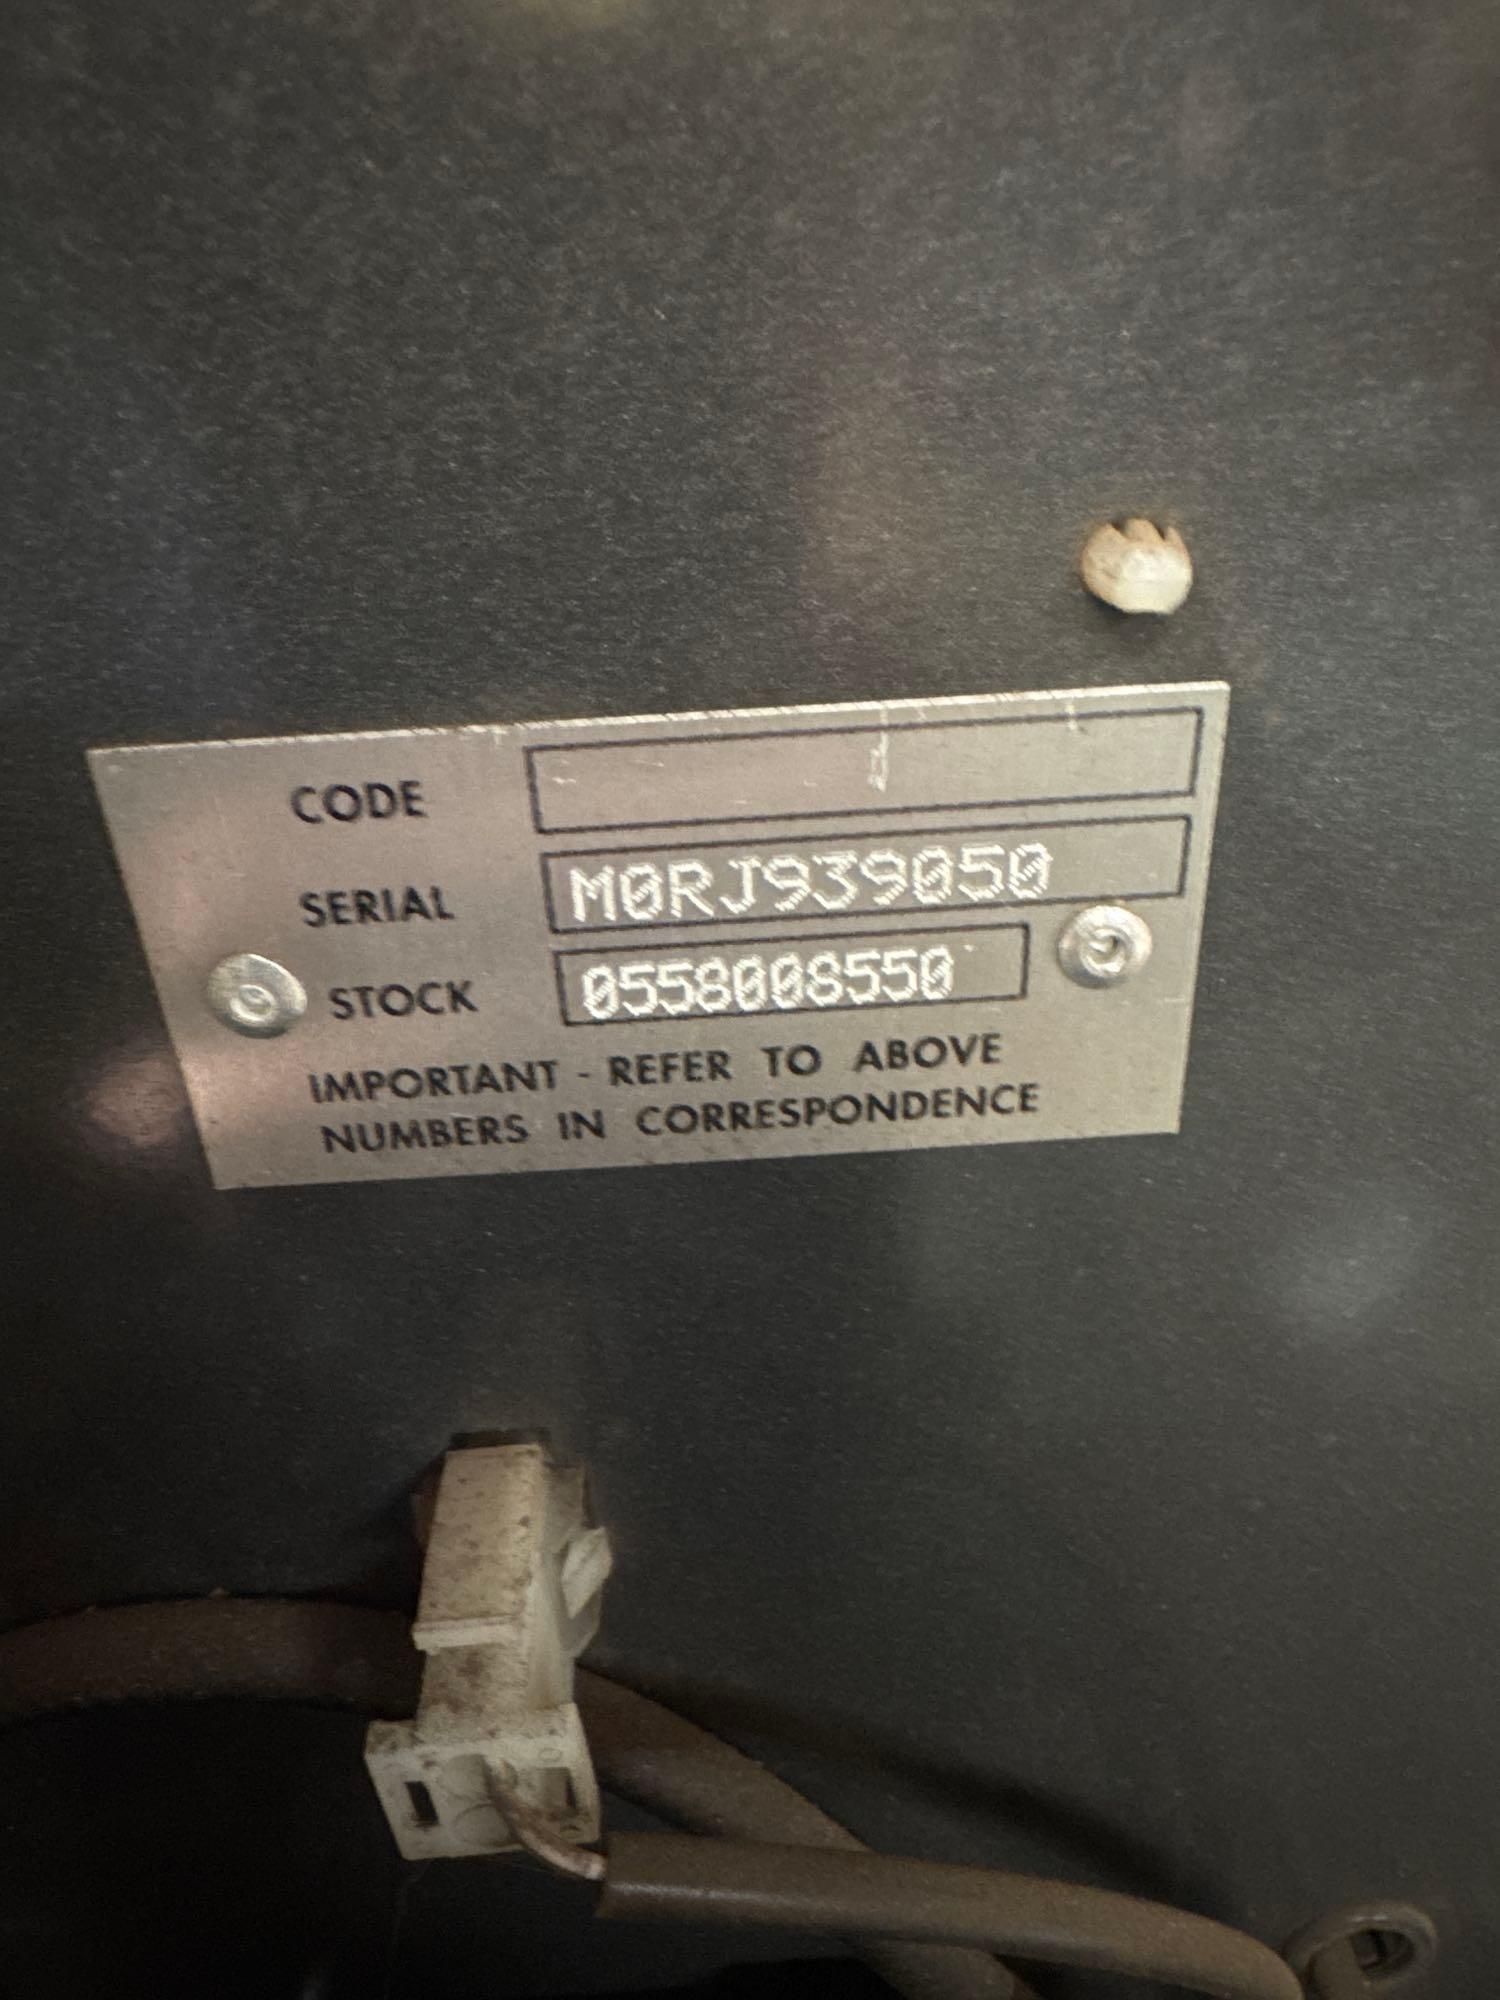 CODE
SERIAL M0RJ939050
STOCK 0558008550
IMPORTANT - REFER TO ABOVE
NUMBERS IN CORRESPONDENCE